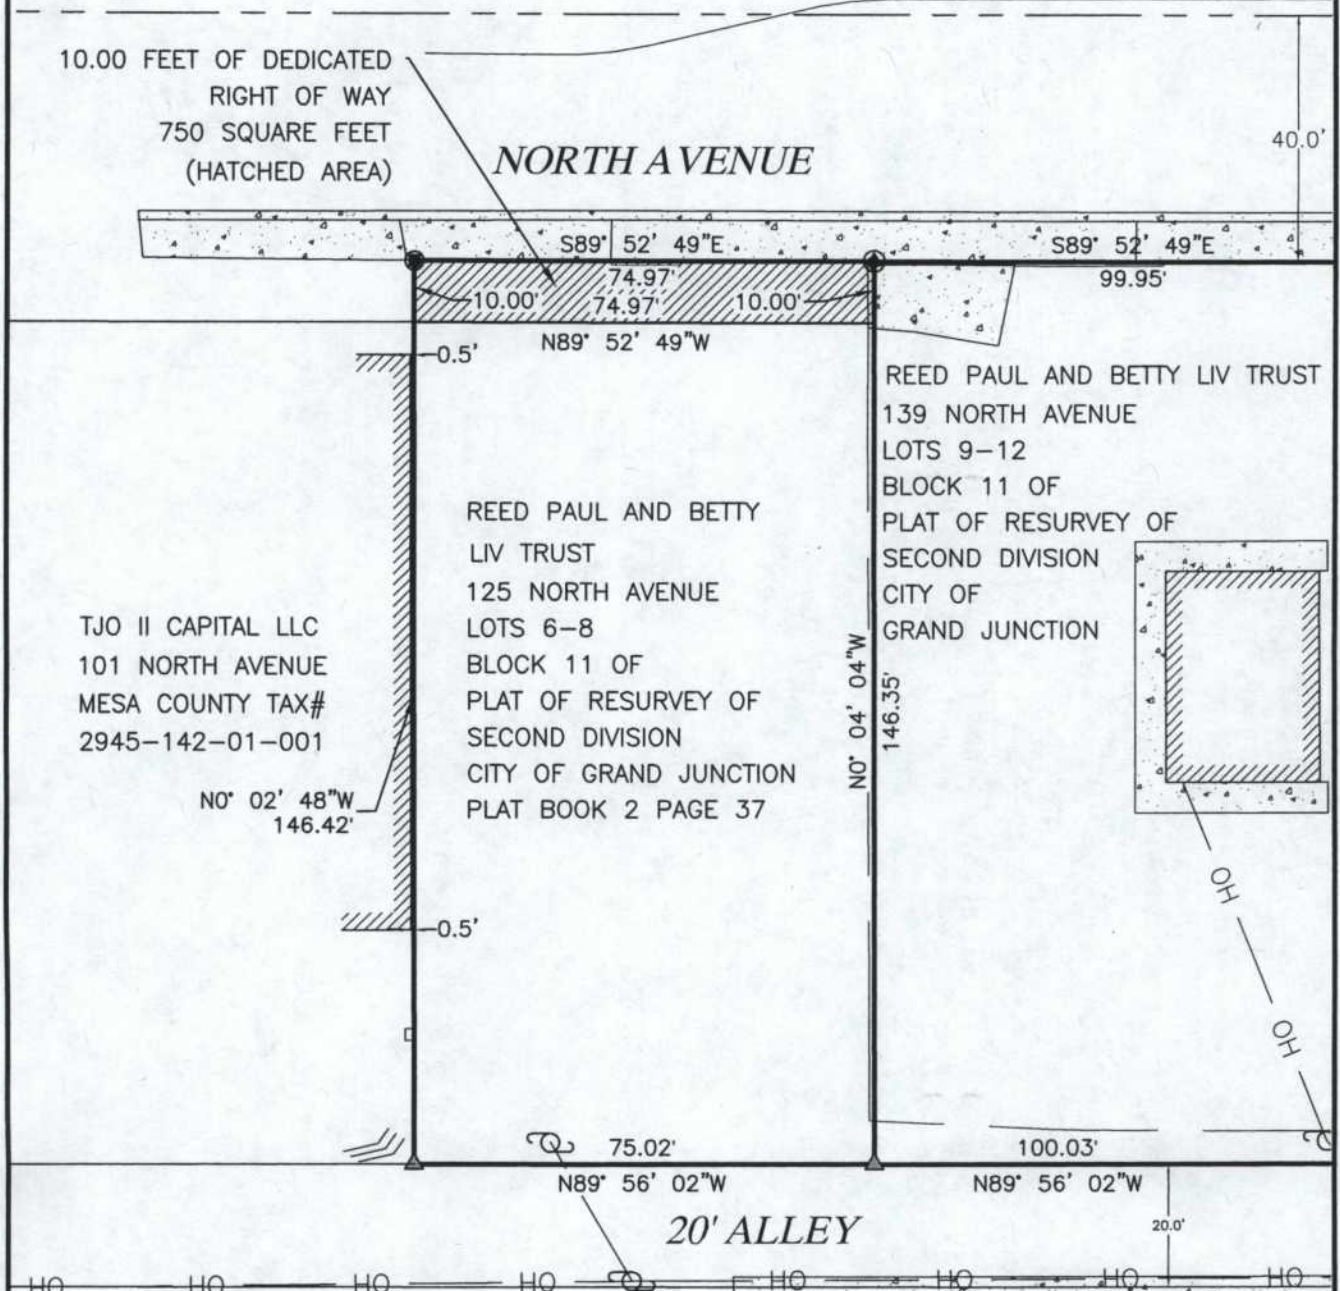 10.00 FEET OF DEDICATED
RIGHT OF WAY
750 SQUARE FEET
(HATCHED AREA)
NORTH AVENUE
40.0'
S89° 52' 49"E
S89° 52' 49"E
74.97'
99.95'
10.00'
74.97'
10.00'
N89° 52' 49"W
0.5'
REED PAUL AND BETTY LIV TRUST
139 NORTH AVENUE
LOTS 9-12
BLOCK 11 OF
PLAT OF RESURVEY OF
SECOND DIVISION
CITY OF
GRAND JUNCTION
REED PAUL AND BETTY
LIV TRUST
125 NORTH AVENUE
LOTS 6-8
BLOCK 11 OF
PLAT OF RESURVEY OF
SECOND DIVISION
CITY OF GRAND JUNCTION
PLAT BOOK 2 PAGE 37
TJO II CAPITAL LLC
101 NORTH AVENUE
MESA COUNTY TAX#
2945-142-01-001
N0° 02' 48"W
146.42'
N0° 04' 04"W
146.35'
0.5'
OH
OH
75.02'
100.03'
N89° 56' 02"W
N89° 56' 02"W
20' ALLEY
20.0'
OH
OH
OH
OH
OH
OH
OH
OH